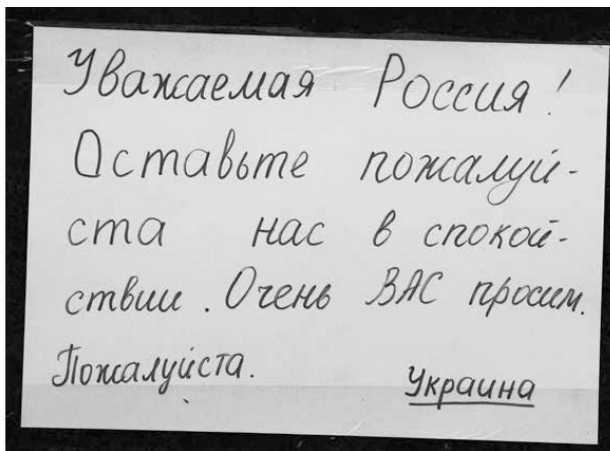 Уважаемая Россия!
Оставьте пожалуй-
ста нас в спокой-
ствии. Очень ВАС просим.
Пожалуйста. Украина